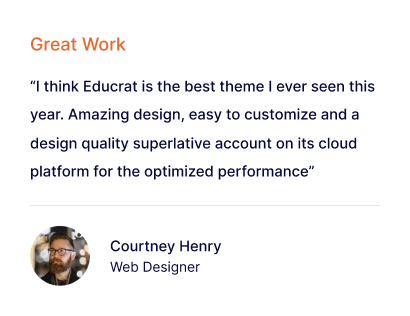 Great Work
“I think Educrat is the best theme I ever seen this
year. Amazing design, easy to customize and a
design quality superlative account on its cloud
platform for the optimized performance”
Courtney Henry
Web Designer